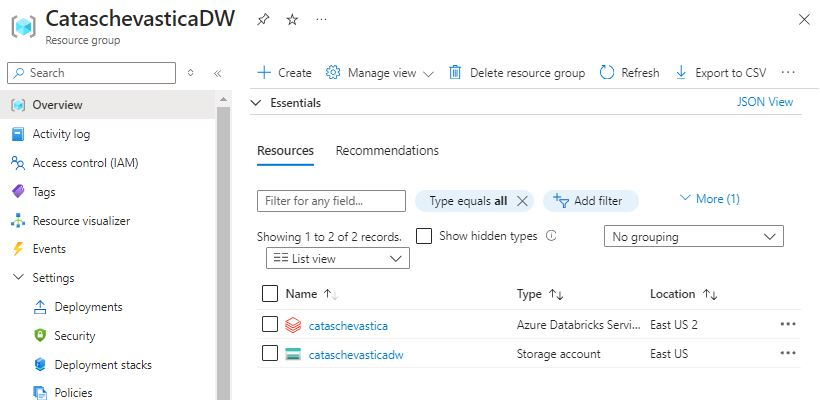 CataschevasticaDW
Resource group
Search
Overview
Activity log
Access control (IAM)
Tags
Resource visualizer
Events
Settings
Deployments
Security
Deployment stacks
Policies
Create Manage view Delete resource group Refresh Export to CSV
Essentials JSON View
Resources Recommendations
Filter for any field... Type equals all Add filter More (1)
Showing 1 to 2 of 2 records. Show hidden types No grouping
List view
Name Type Location
cataschevastica Azure Databricks Servi... East US 2
cataschevasticadw Storage account East US